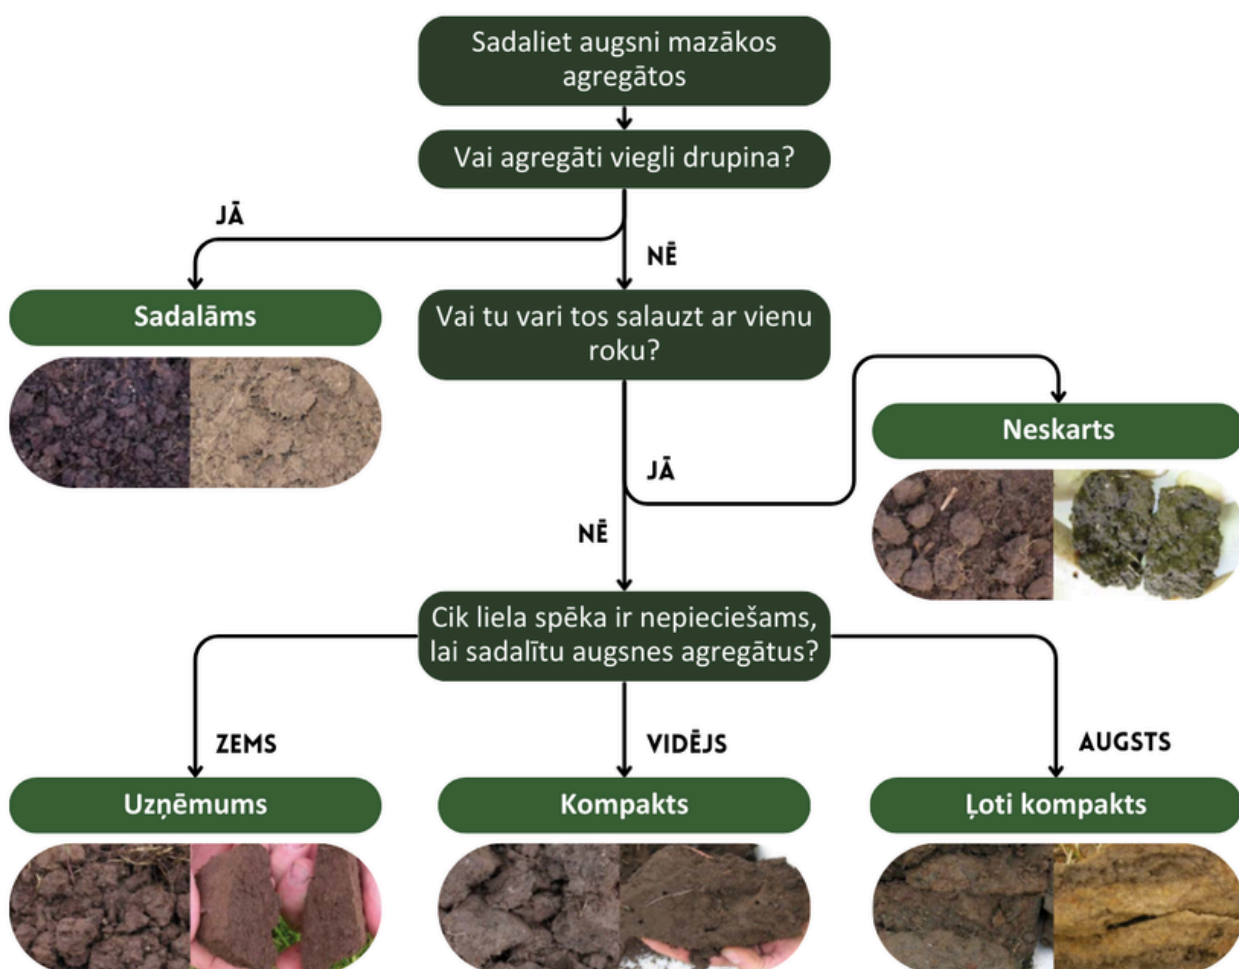 Sadaliet augsni mazākos
agregātos
Vai agregāti viegli drupina?
JĀ
NĒ
Sadalāms
Vai tu vari tos salauzt ar vienu
roku?
Neskarts
JĀ
NĒ
Cik liela spēka ir nepieciešams,
lai sadalītu augsnes agregātus?
ZEMS
VIDĒJS
AUGSTS
Uzņēmums
Kompakts
Ļoti kompakts